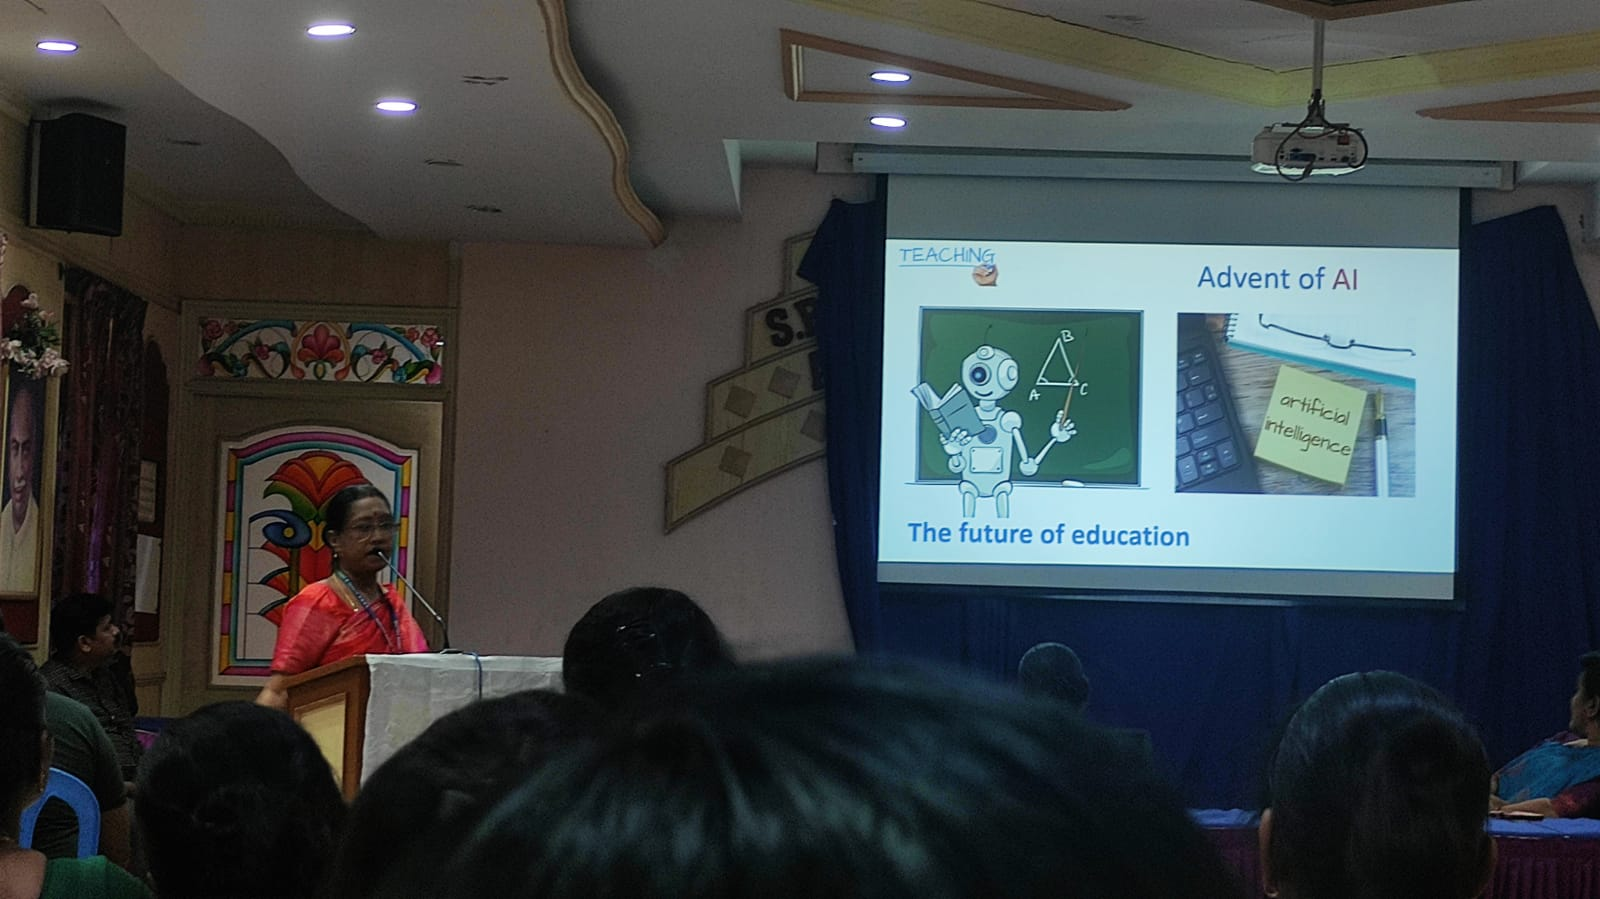 S.P
TEACHING
Advent of AI
B
A
C
artificial
intelligence
The future of education